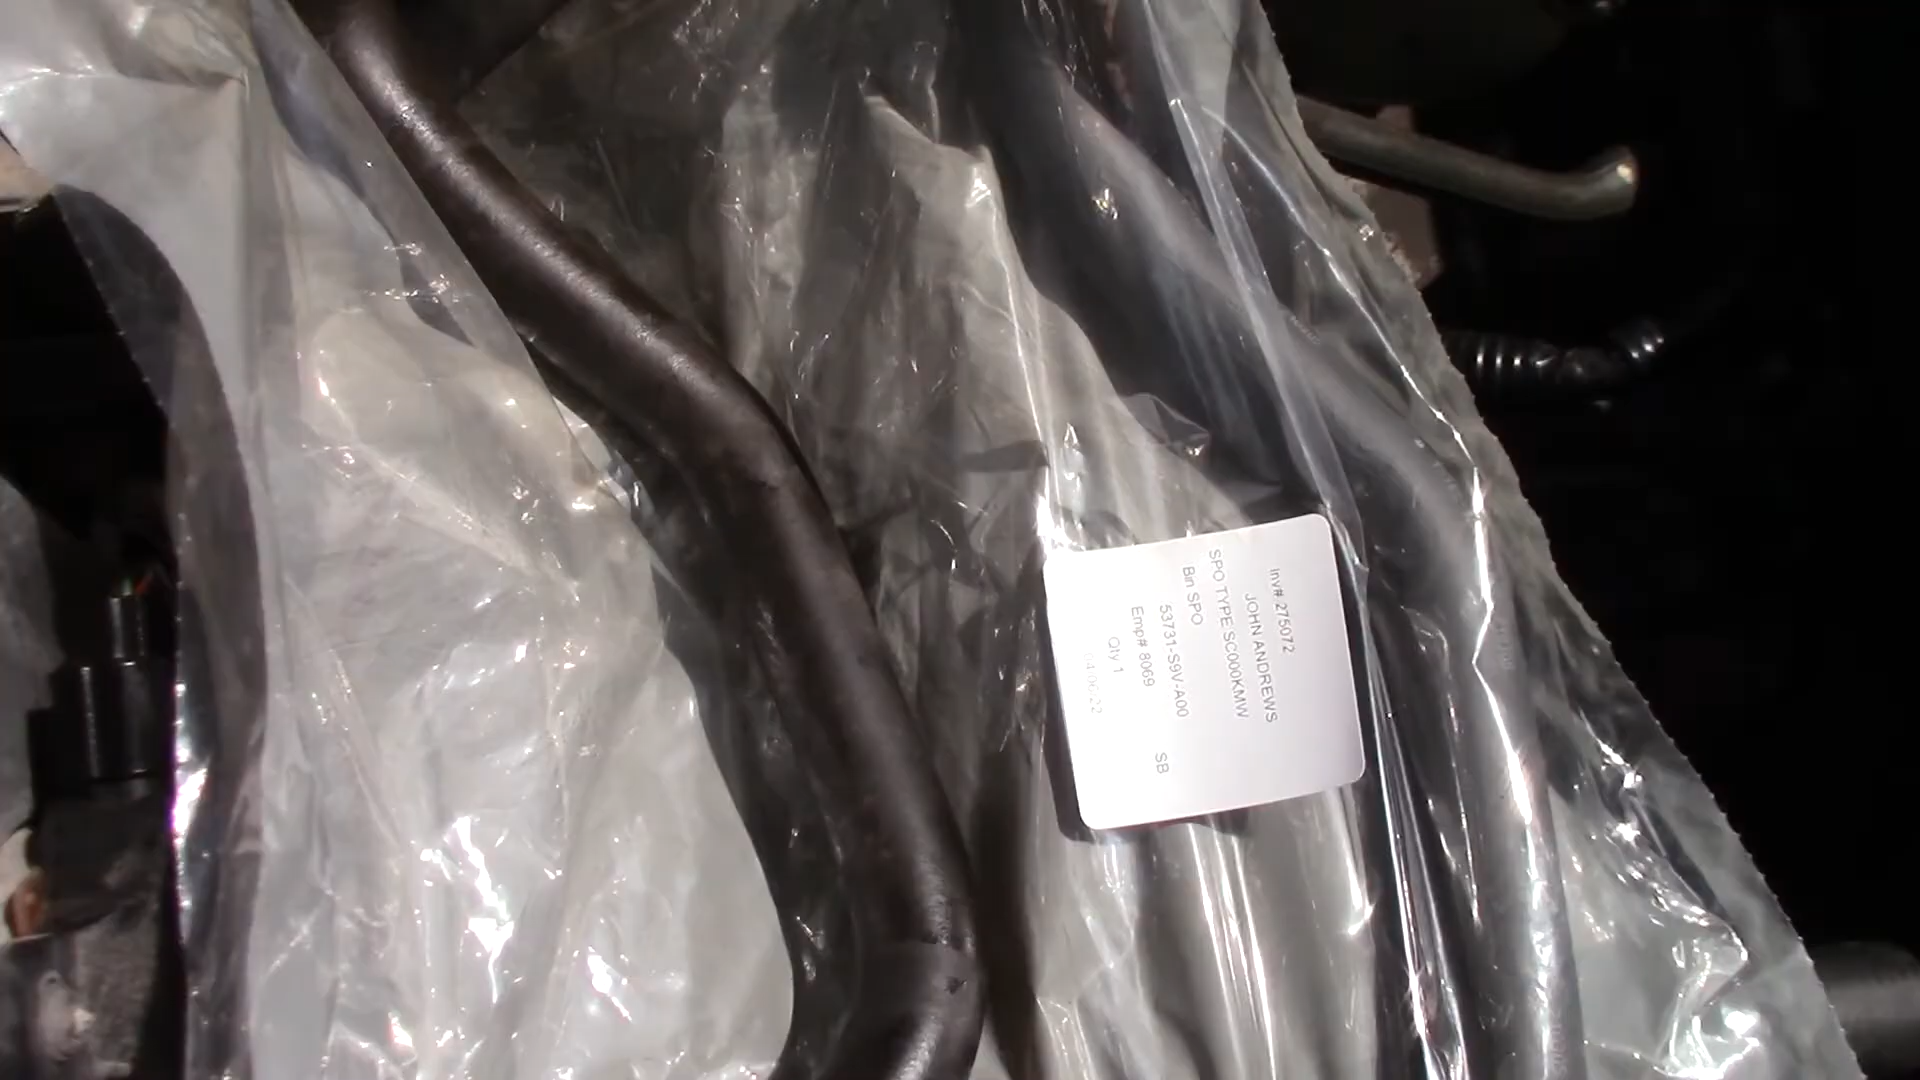 Inv# 275072
JOHN ANDREWS
SPO TYPE SC000KMW
Bin SPO
53731-S9V-A00
Emp# 8069 SB
Qty 1